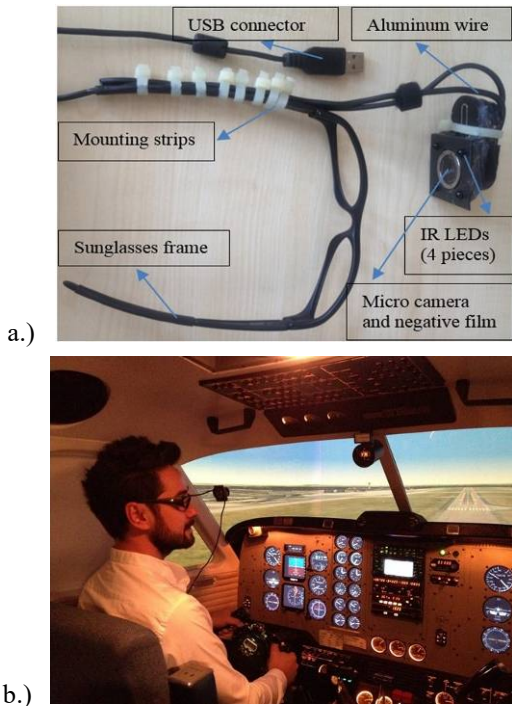 USB connector
Aluminum wire
Mounting strips
IR LEDs
(4 pieces)
Sunglasses frame
Micro camera
and negative film
a.)
b.)